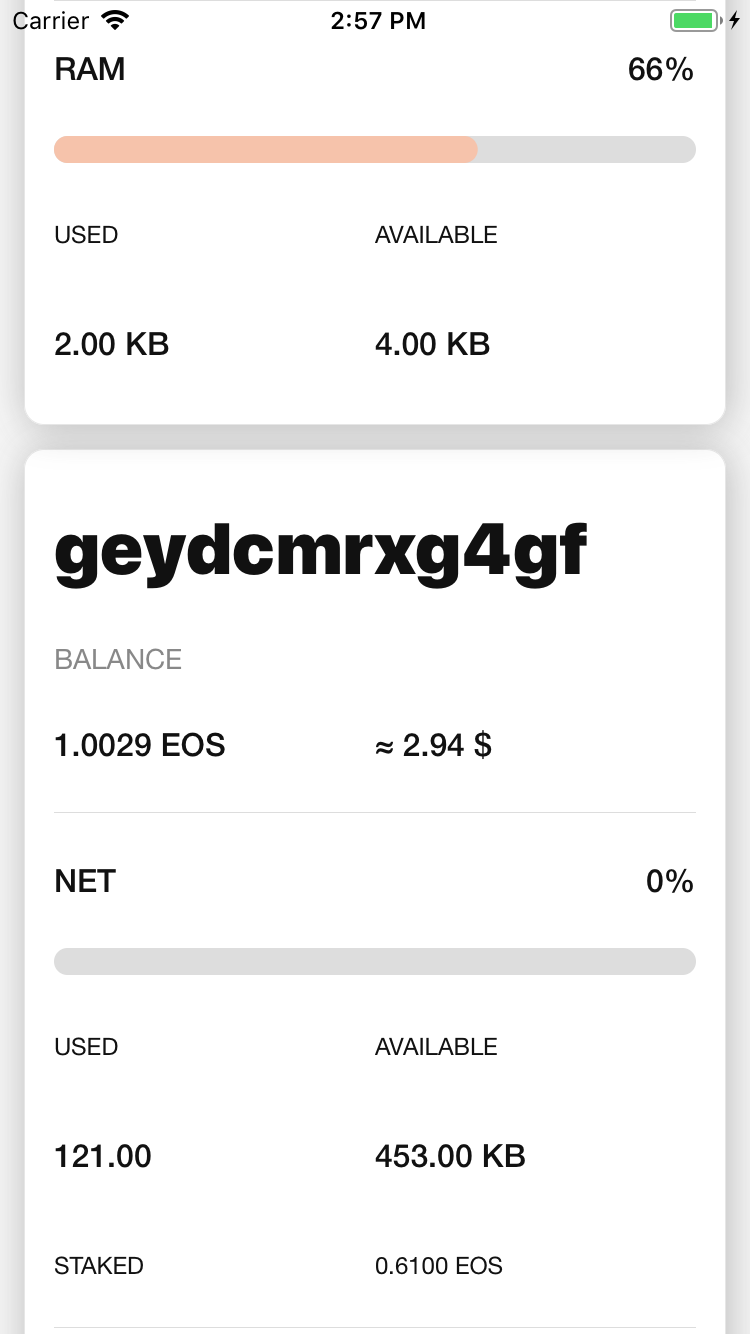 Carrier 2:57 PM
RAM 66%
USED AVAILABLE
2.00 KB 4.00 KB
geydcmrxg4gf
BALANCE
1.0029 EOS ≈ 2.94 $
NET 0%
USED AVAILABLE
121.00 453.00 KB
STAKED 0.6100 EOS